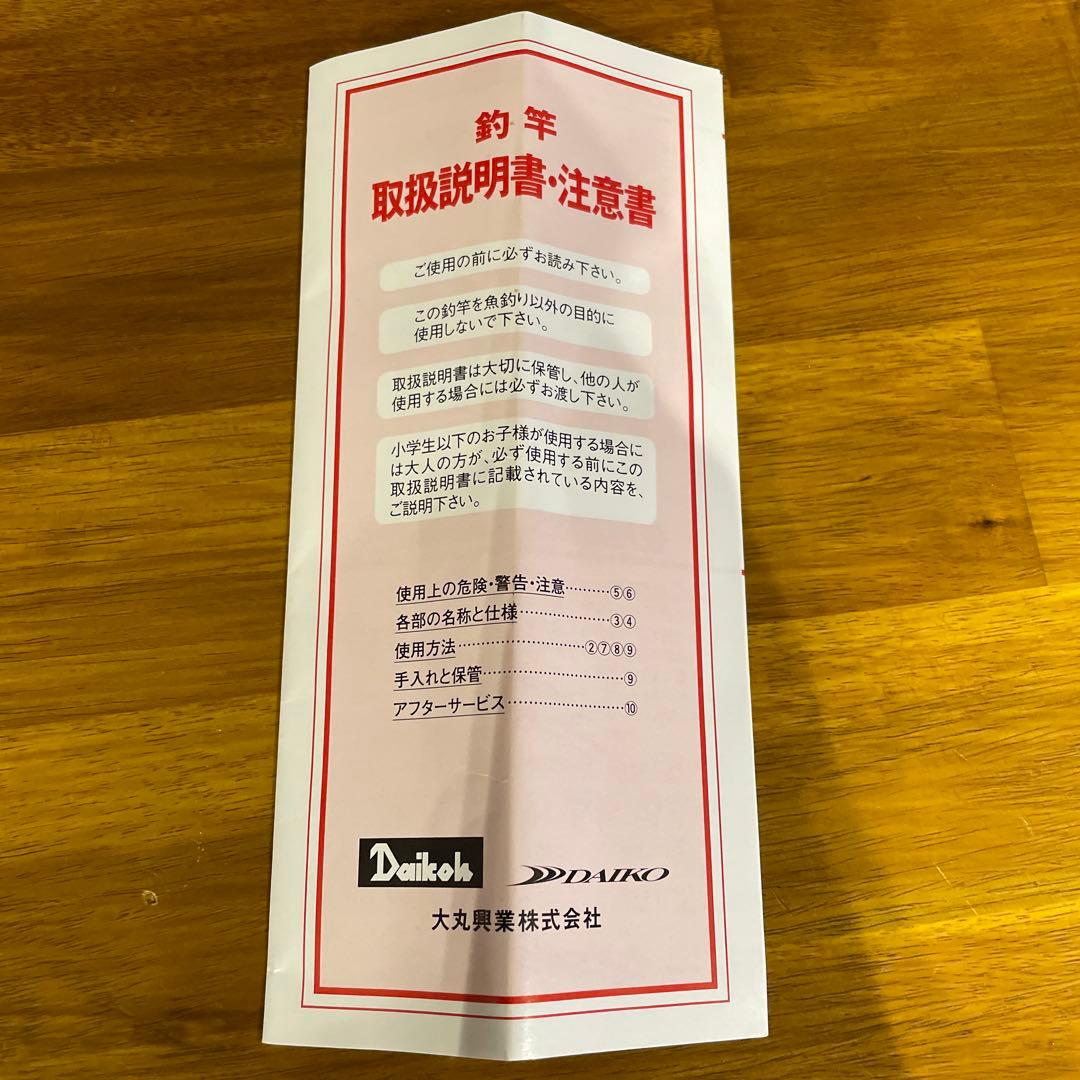 釣竿
取扱説明書・注意書
ご使用の前に必ずお読み下さい。
この釣竿を魚釣り以外の目的に
使用しないで下さい。
取扱説明書は大切に保管し、他の人が
使用する場合には必ずお渡し下さい。
小学生以下のお子様が使用する場合に
は大人の方が、必ず使用する前にこの
取扱説明書に記載されている内容を、
ご説明下さい。
使用上の危険・警告・注意………⑤⑥
各部の名称と仕様………………③④
使用方法………………………②⑦⑧⑨
手入れと保管……………………⑨
アフターサービス…………………⑩
Daikoh
DAIKO
大丸興業株式会社